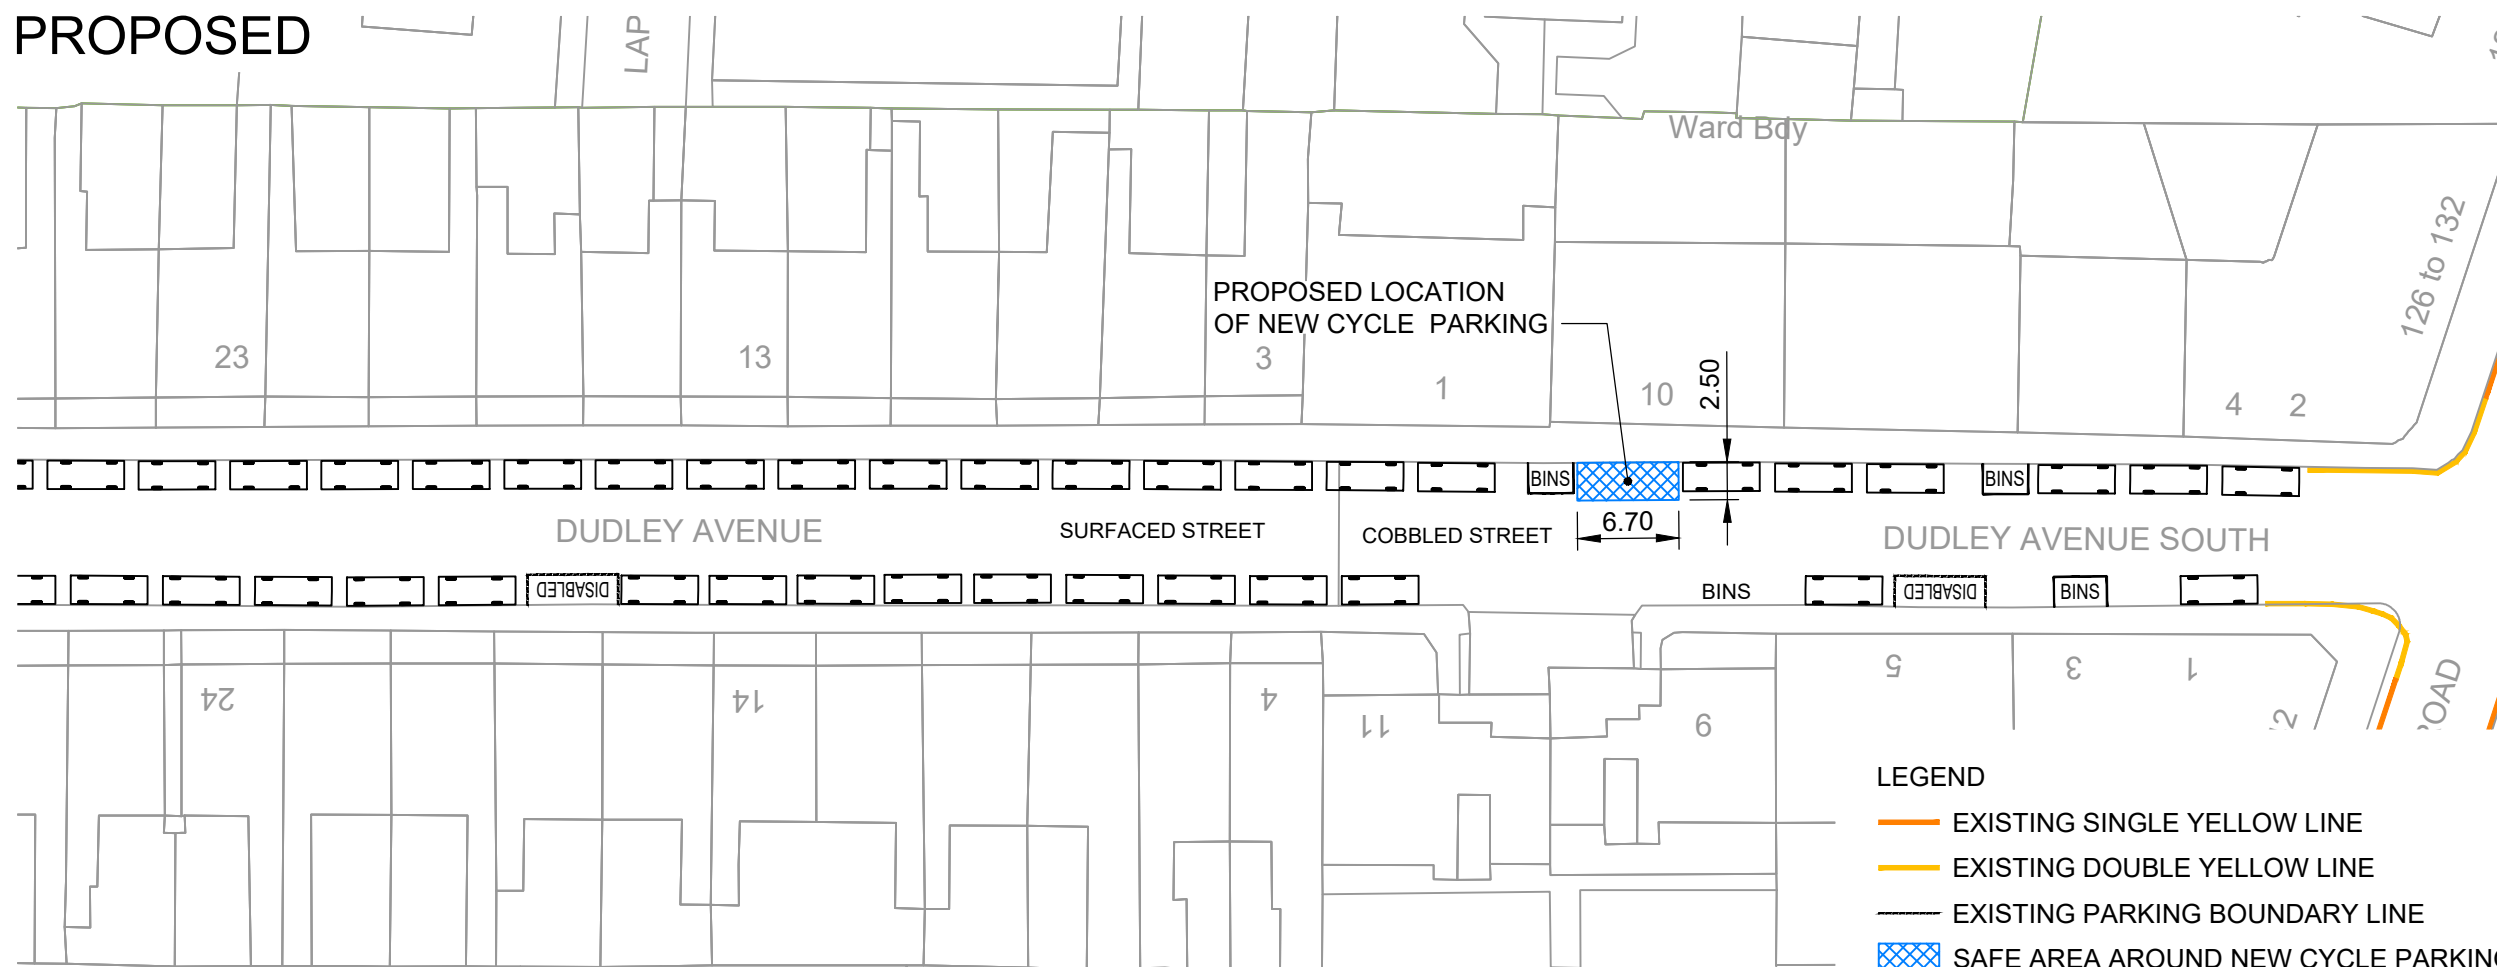 PROPOSED
LAP
Ward Bdy
126 to 132
PROPOSED LOCATION
OF NEW CYCLE PARKING
2.50
23
13
3
1
10
4
2
BINS
BINS
6.70
DUDLEY AVENUE
SURFACED STREET
COBBLED STREET
DUDLEY AVENUE SOUTH
DISABLED
BINS
DISABLED
BINS
24
14
4
11
9
5
3
1
ROAD
LEGEND
EXISTING SINGLE YELLOW LINE
EXISTING DOUBLE YELLOW LINE
EXISTING PARKING BOUNDARY LINE
SAFE AREA AROUND NEW CYCLE PARKING